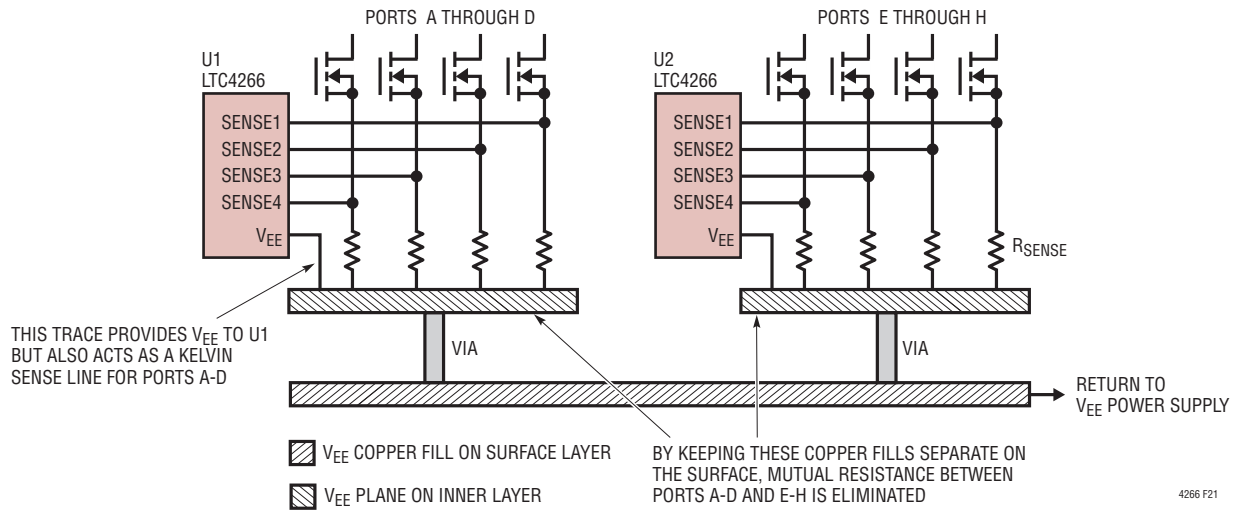 PORTS A THROUGH D
PORTS E THROUGH H
U1
LTC4266
SENSE1
SENSE2
SENSE3
SENSE4
VEE
U2
LTC4266
SENSE1
SENSE2
SENSE3
SENSE4
VEE
RSENSE
THIS TRACE PROVIDES VEE TO U1
BUT ALSO ACTS AS A KELVIN
SENSE LINE FOR PORTS A-D
VIA
VIA
RETURN TO
VEE POWER SUPPLY
VEE COPPER FILL ON SURFACE LAYER
VEE PLANE ON INNER LAYER
BY KEEPING THESE COPPER FILLS SEPARATE ON
THE SURFACE, MUTUAL RESISTANCE BETWEEN
PORTS A-D AND E-H IS ELIMINATED
4266 F21